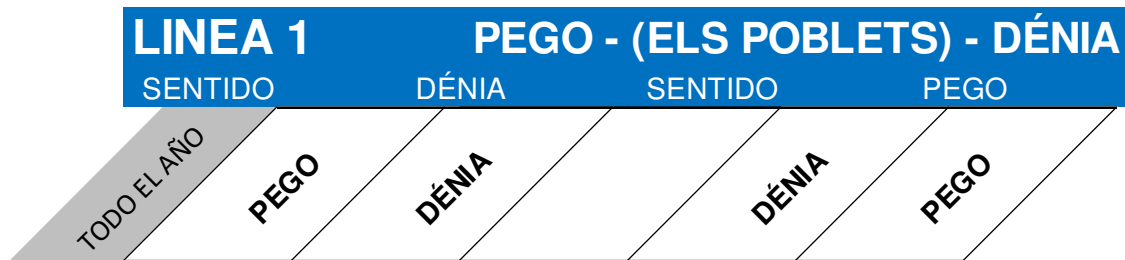 LINEA 1 PEGO - (ELS POBLETS) - DÉNIA
SENTIDO DÉNIA SENTIDO PEGO
TODO EL AÑO PEGO DÉNIA DÉNIA PEGO